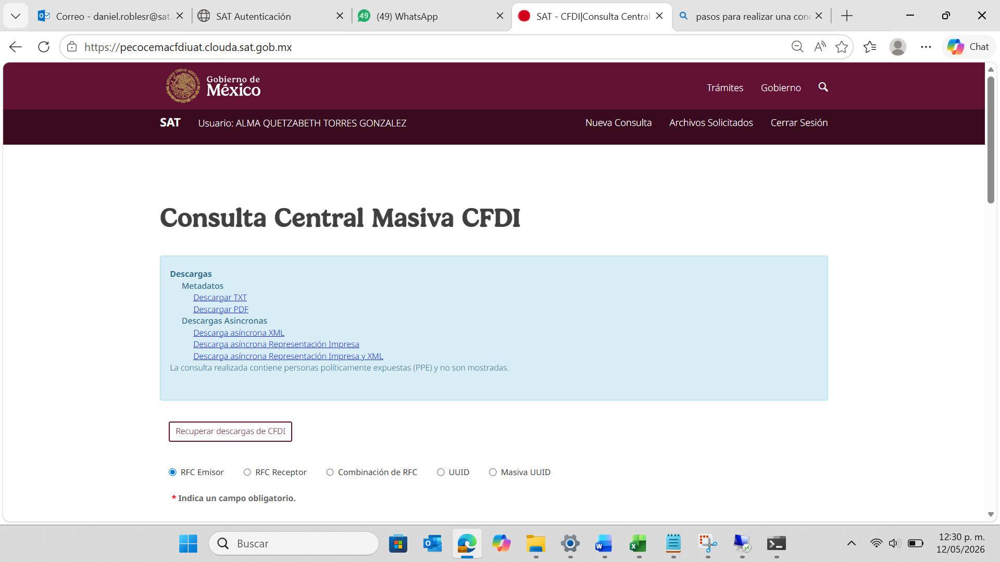 Correo - daniel.roblesr@sat.
SAT Autenticación
49
(49) WhatsApp
SAT - CFDI|Consulta Central
pasos para realizar una con
https://pecocemacfdiuat.clouda.sat.gob.mx
Chat
ESTADOS UNIDOS MEXICANOS
Gobierno de
México
Trámites
Gobierno
SAT
Usuario: ALMA QUETZABETH TORRES GONZALEZ
Nueva Consulta
Archivos Solicitados
Cerrar Sesión
Consulta Central Masiva CFDI
Descargas
Metadatos
Descargar TXT
Descargar PDF
Descargas Asincronas
Descarga asíncrona XML
Descarga asíncrona Representación Impresa
Descarga asíncrona Representación Impresa y XML
La consulta realizada contiene personas políticamente expuestas (PPE) y no son mostradas.
Recuperar descargas de CFDI
RFC Emisor
RFC Receptor
Combinación de RFC
UUID
Masiva UUID
* Indica un campo obligatorio.
Buscar
12:30 p. m.
12/05/2026